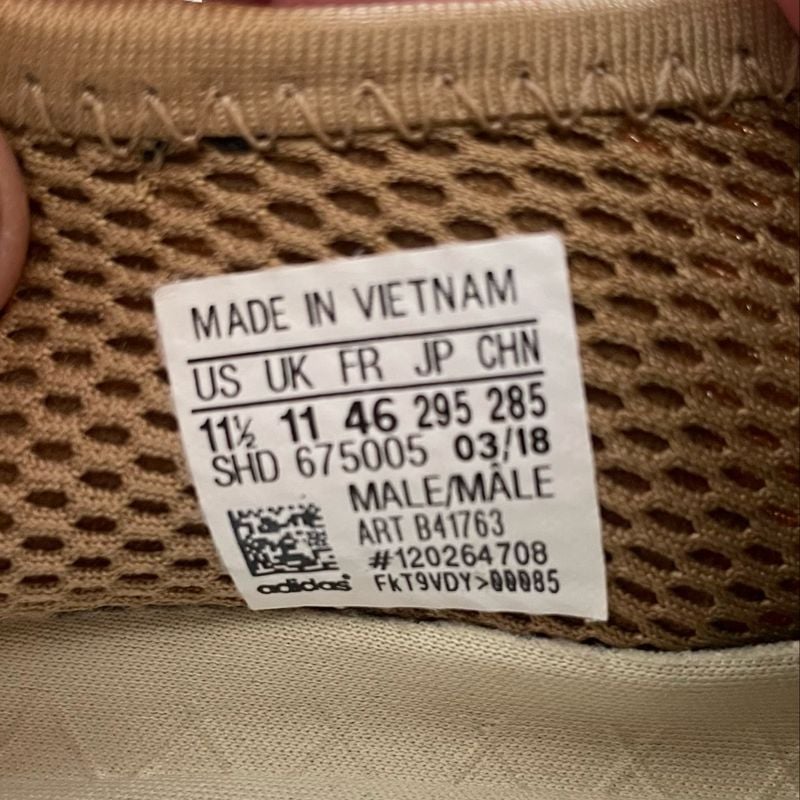 MADE IN VIETNAM
US UK FR JP CHN
11½ 11 46 295 285
SHD 675005 03/18
MALE/MÂLE
ART B41763
#120264708
adidas FKT9VDY>00085